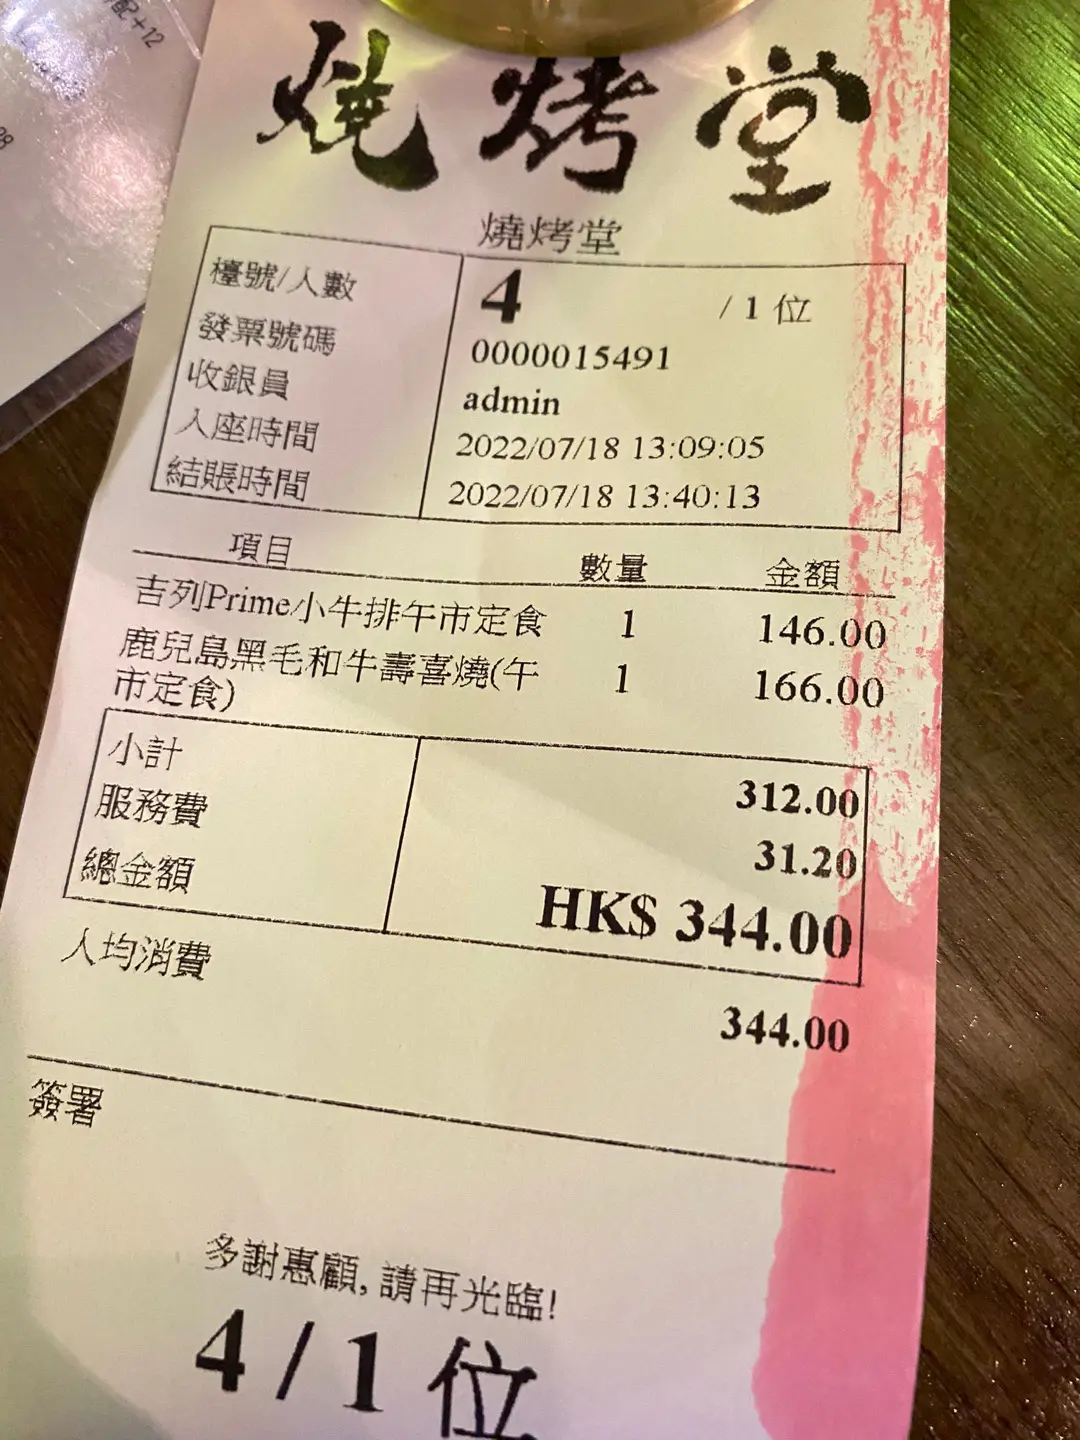 配+12
28
燒烤堂
燒烤堂
檯號/人數 4 / 1 位
發票號碼 0000015491
收銀員 admin
入座時間 2022/07/18 13:09:05
結賬時間 2022/07/18 13:40:13
項目 數量 金額
吉列Prime小牛排午市定食 1 146.00
鹿兒島黑毛和牛壽喜燒(午 1 166.00
市定食)
小計 312.00
服務費 31.20
總金額 HK$ 344.00
人均消費 344.00
簽署
多謝惠顧, 請再光臨!
4 / 1 位